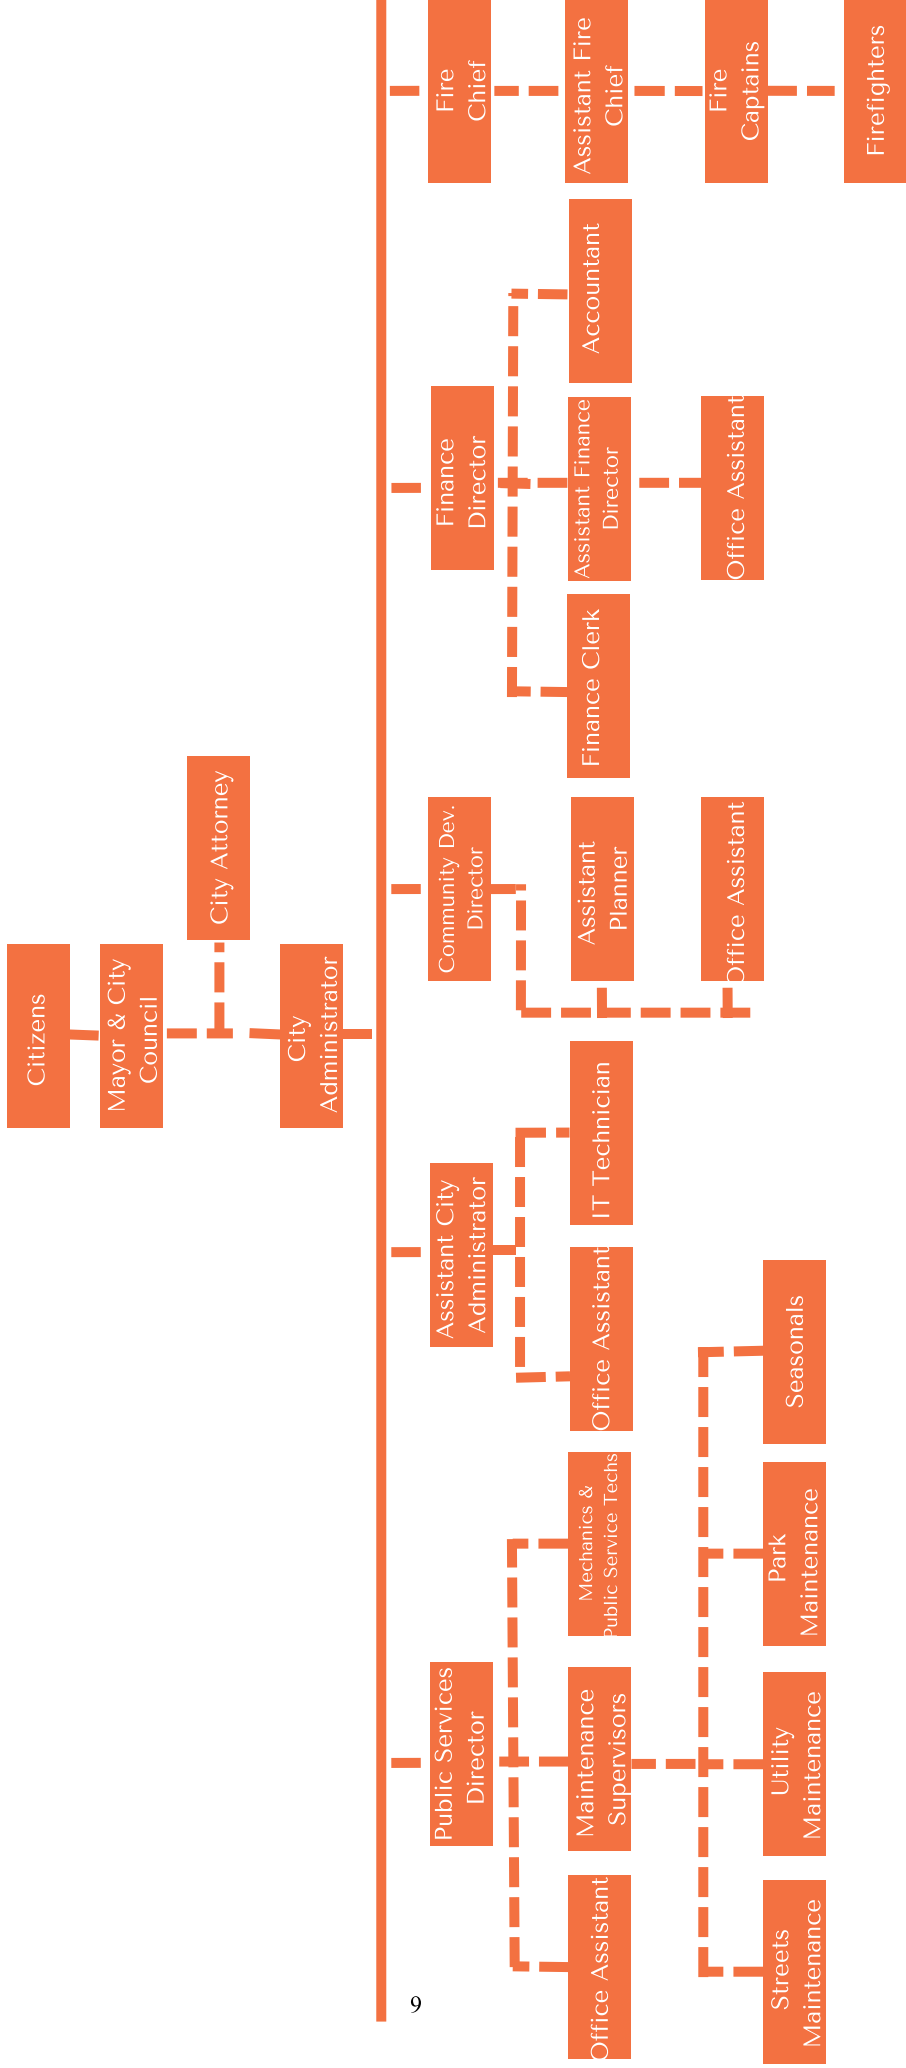 Citizens
Mayor & City
Council
City Attorney
City
Administrator
Public Services
Director
Assistant City
Administrator
Community Dev.
Director
Finance
Director
Fire
Chief
Office Assistant
Maintenance
Supervisors
Mechanics &
Public Service Techs
Office Assistant
IT Technician
Assistant
Planner
Finance Clerk
Assistant Finance
Director
Accountant
Assistant Fire
Chief
Office Assistant
Office Assistant
Fire
Captains
Streets
Maintenance
Utility
Maintenance
Park
Maintenance
Seasonals
Firefighters
9